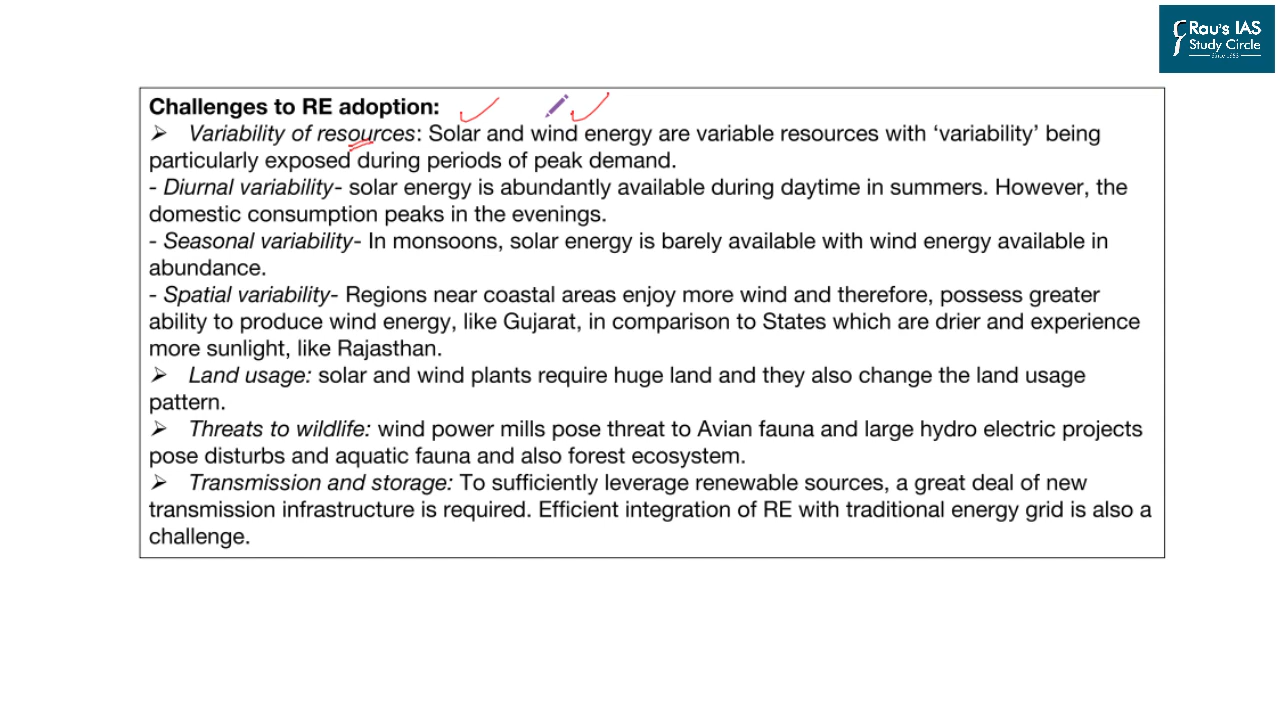 Rau's IAS
Study Circle
Challenges to RE adoption:
➢ Variability of resources: Solar and wind energy are variable resources with ‘variability’ being
particularly exposed during periods of peak demand.
- Diurnal variability- solar energy is abundantly available during daytime in summers. However, the
domestic consumption peaks in the evenings.
- Seasonal variability- In monsoons, solar energy is barely available with wind energy available in
abundance.
- Spatial variability- Regions near coastal areas enjoy more wind and therefore, possess greater
ability to produce wind energy, like Gujarat, in comparison to States which are drier and experience
more sunlight, like Rajasthan.
➢ Land usage: solar and wind plants require huge land and they also change the land usage
pattern.
➢ Threats to wildlife: wind power mills pose threat to Avian fauna and large hydro electric projects
pose disturbs and aquatic fauna and also forest ecosystem.
➢ Transmission and storage: To sufficiently leverage renewable sources, a great deal of new
transmission infrastructure is required. Efficient integration of RE with traditional energy grid is also a
challenge.